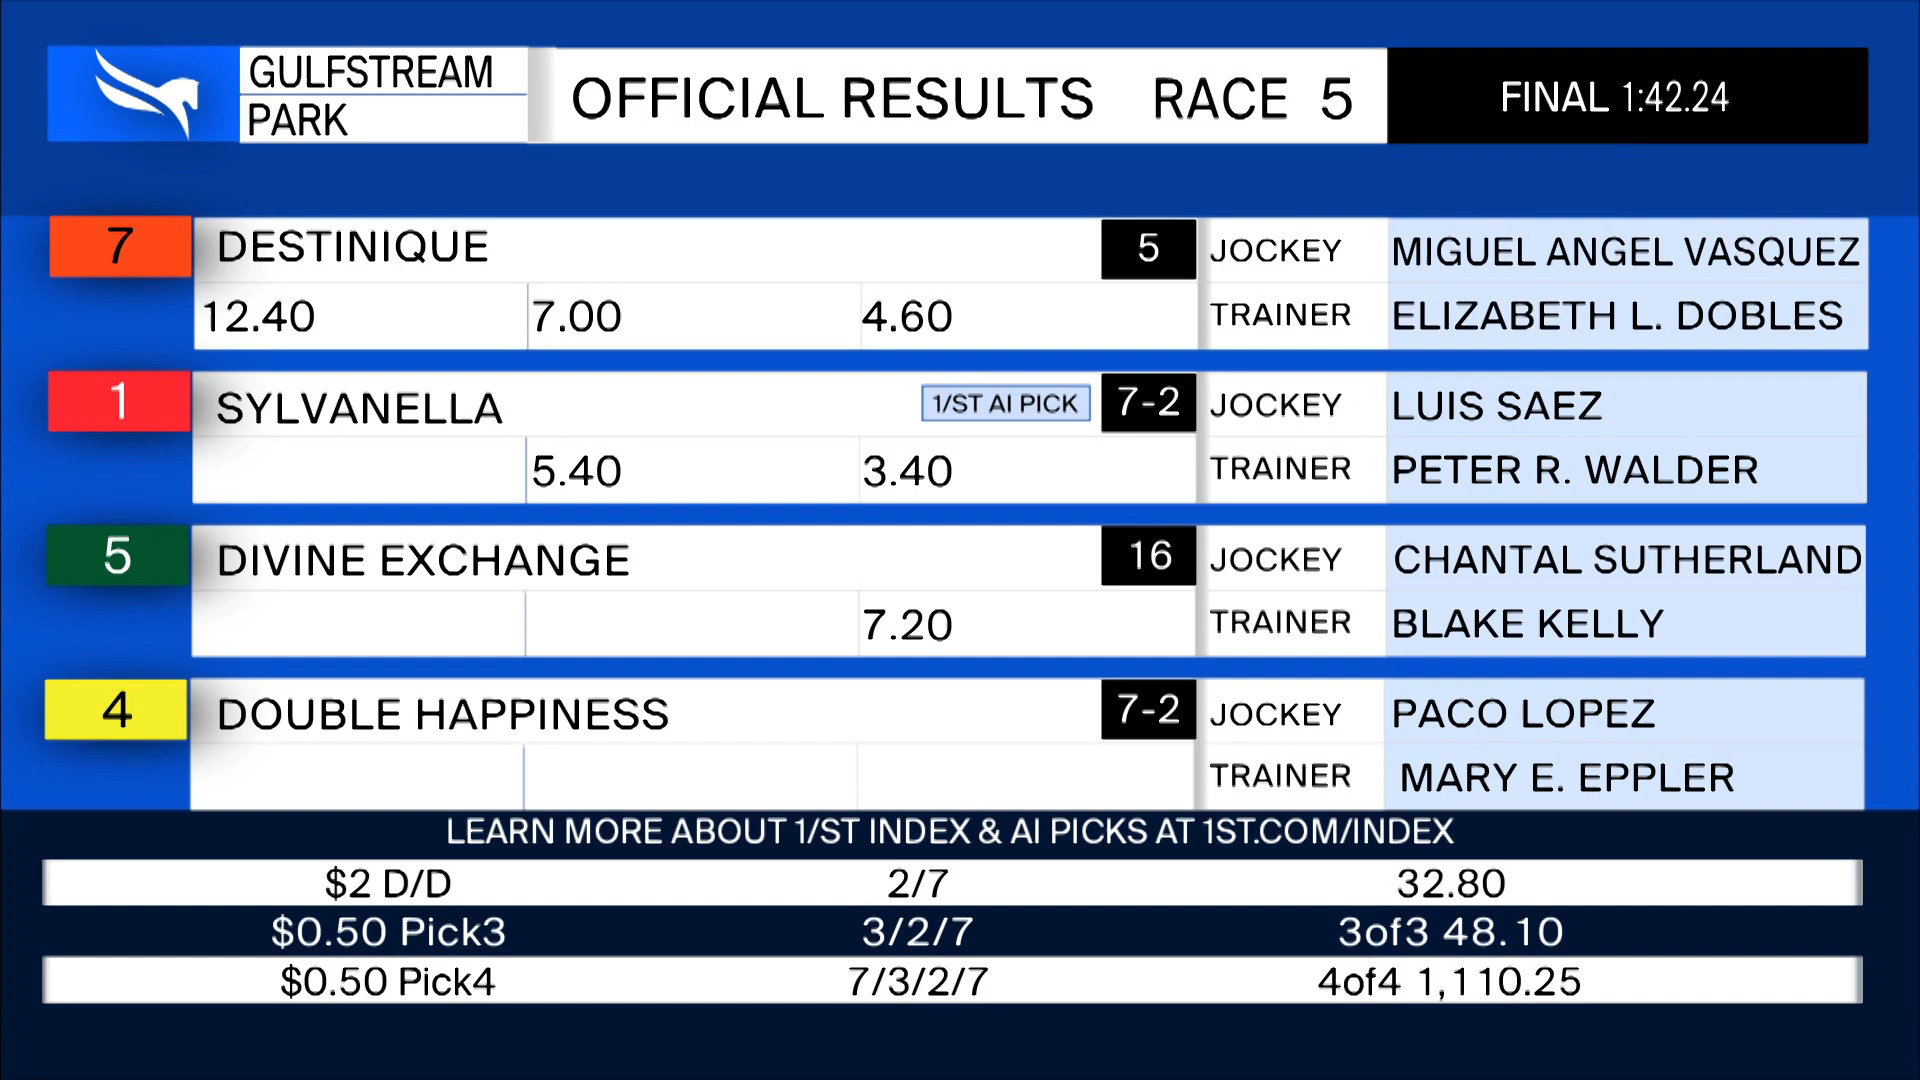 GULFSTREAM
PARK
OFFICIAL RESULTS RACE 5
FINAL 1:42.24
7 DESTINIQUE 5 JOCKEY MIGUEL ANGEL VASQUEZ
12.40 7.00 4.60 TRAINER ELIZABETH L. DOBLES
1 SYLVANELLA 1/ST AI PICK 7-2 JOCKEY LUIS SAEZ
5.40 3.40 TRAINER PETER R. WALDER
5 DIVINE EXCHANGE 16 JOCKEY CHANTAL SUTHERLAND
7.20 TRAINER BLAKE KELLY
4 DOUBLE HAPPINESS 7-2 JOCKEY PACO LOPEZ
TRAINER MARY E. EPPLER
LEARN MORE ABOUT 1/ST INDEX & AI PICKS AT 1ST.COM/INDEX
$2 D/D 2/7 32.80
$0.50 Pick3 3/2/7 3of3 48.10
$0.50 Pick4 7/3/2/7 4of4 1,110.25